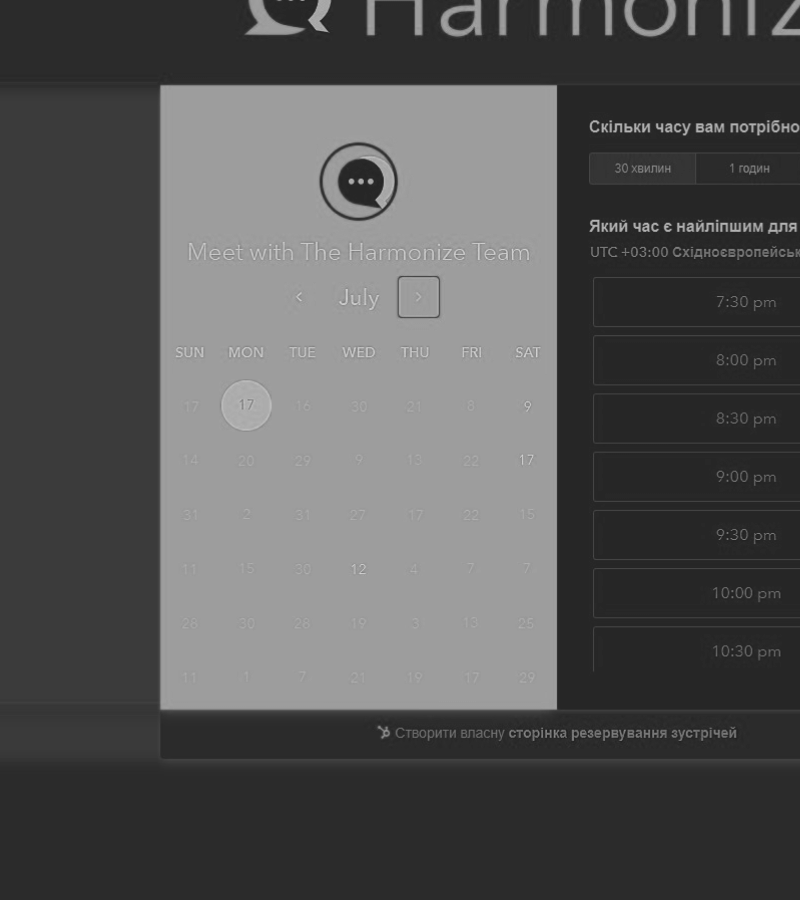 Harmoniz
Meet with The Harmonize Team
July
SUN MON TUE WED THU FRI SAT
17 17 16 30 21 8 9
14 20 29 9 13 22 17
31 2 31 27 17 22 15
11 15 30 12 4 7 7
26 30 26 19 3 13 25
11 1 7 21 19 17 29
Скільки часу вам потрібно
30 хвилин 1 годин
Який час є найліпшим для
UTC +03:00 Східноєвропейськ
7:30 pm
8:00 pm
8:30 pm
9:00 pm
9:30 pm
10:00 pm
10:30 pm
Створити власну сторінка резервування зустрічей